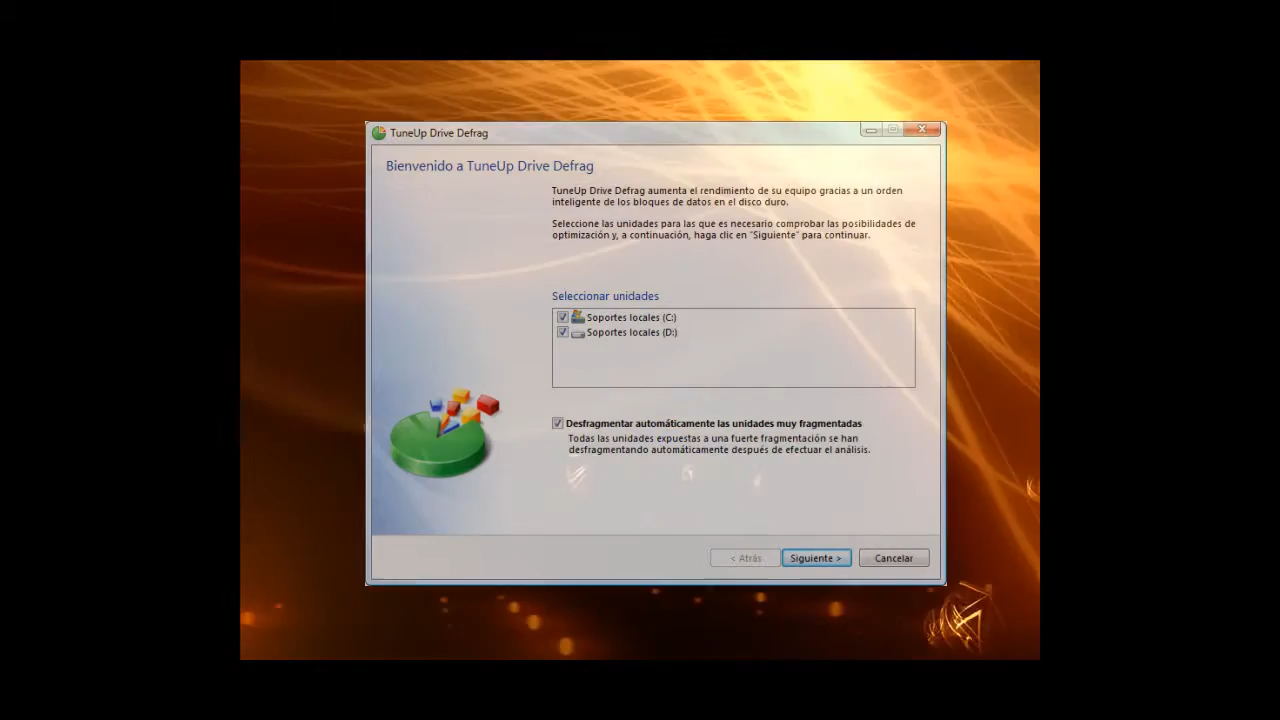 TuneUp Drive Defrag
Bienvenido a TuneUp Drive Defrag
TuneUp Drive Defrag aumenta el rendimiento de su equipo gracias a un orden
inteligente de los bloques de datos en el disco duro.
Seleccione las unidades para las que es necesario comprobar las posibilidades de
optimización y, a continuación, haga clic en "Siguiente" para continuar.
Seleccionar unidades
Soportes locales (C:)
Soportes locales (D:)
Desfragmentar automáticamente las unidades muy fragmentadas
Todas las unidades expuestas a una fuerte fragmentación se han
desfragmentando automáticamente después de efectuar el análisis.
< Atrás
Siguiente >
Cancelar